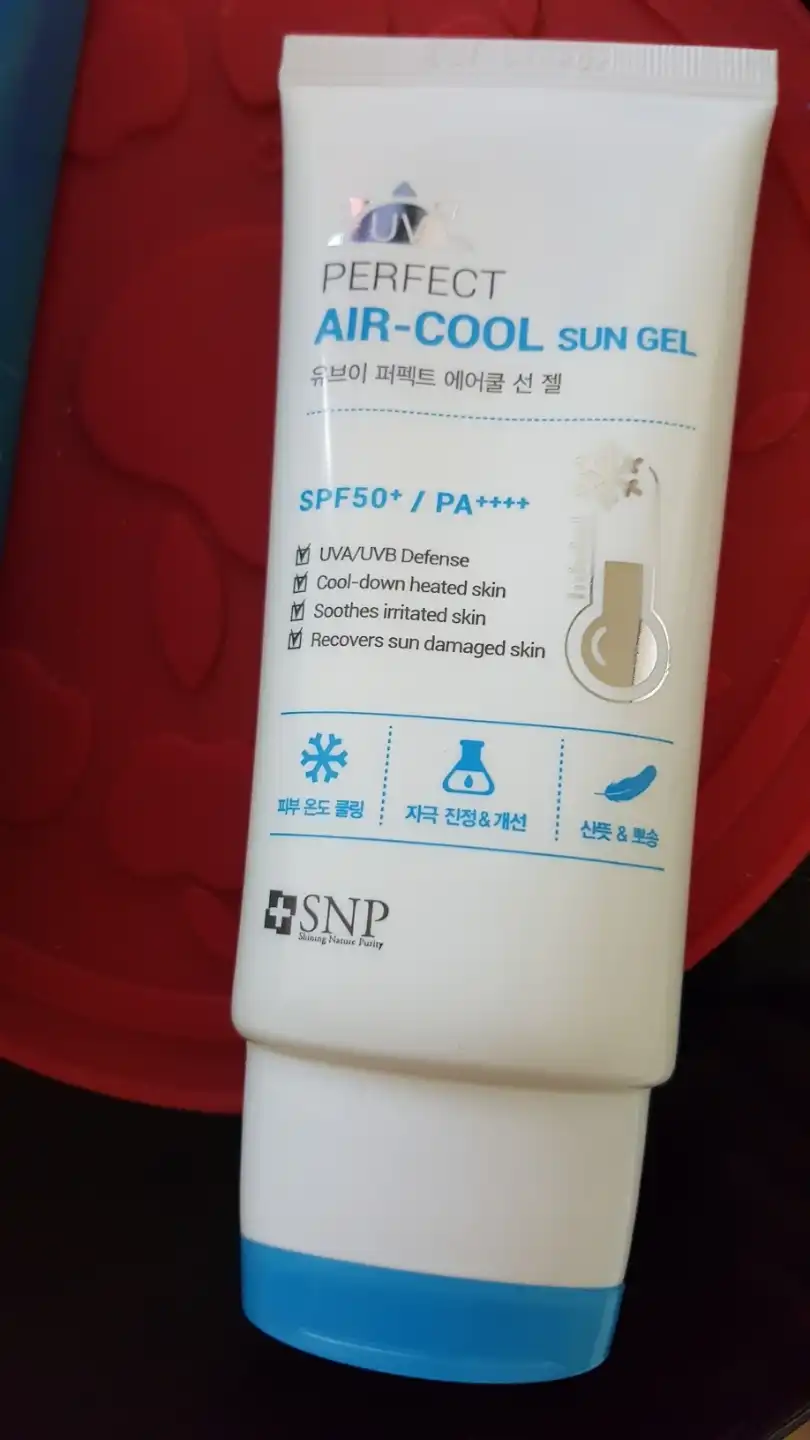 UV
PERFECT
AIR-COOL SUN GEL
유브이 퍼펙트 에어쿨 선 젤
SPF50+ / PA++++
UVA/UVB Defense
Cool-down heated skin
Soothes irritated skin
Recovers sun damaged skin
피부 온도 쿨링
자극 진정&개선
산뜻 & 뽀송
SNP
Shining Nature Purity